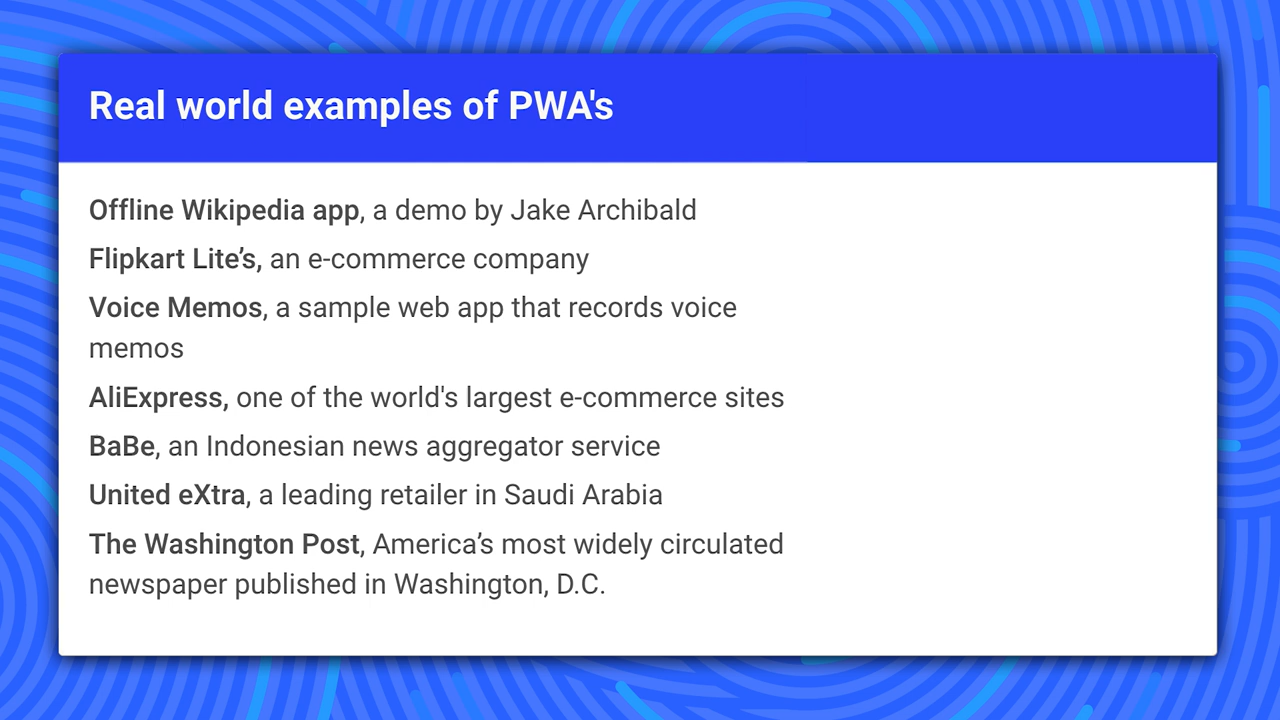 Real world examples of PWA's
Offline Wikipedia app, a demo by Jake Archibald
Flipkart Lite’s, an e-commerce company
Voice Memos, a sample web app that records voice
memos
AliExpress, one of the world's largest e-commerce sites
BaBe, an Indonesian news aggregator service
United eXtra, a leading retailer in Saudi Arabia
The Washington Post, America’s most widely circulated
newspaper published in Washington, D.C.